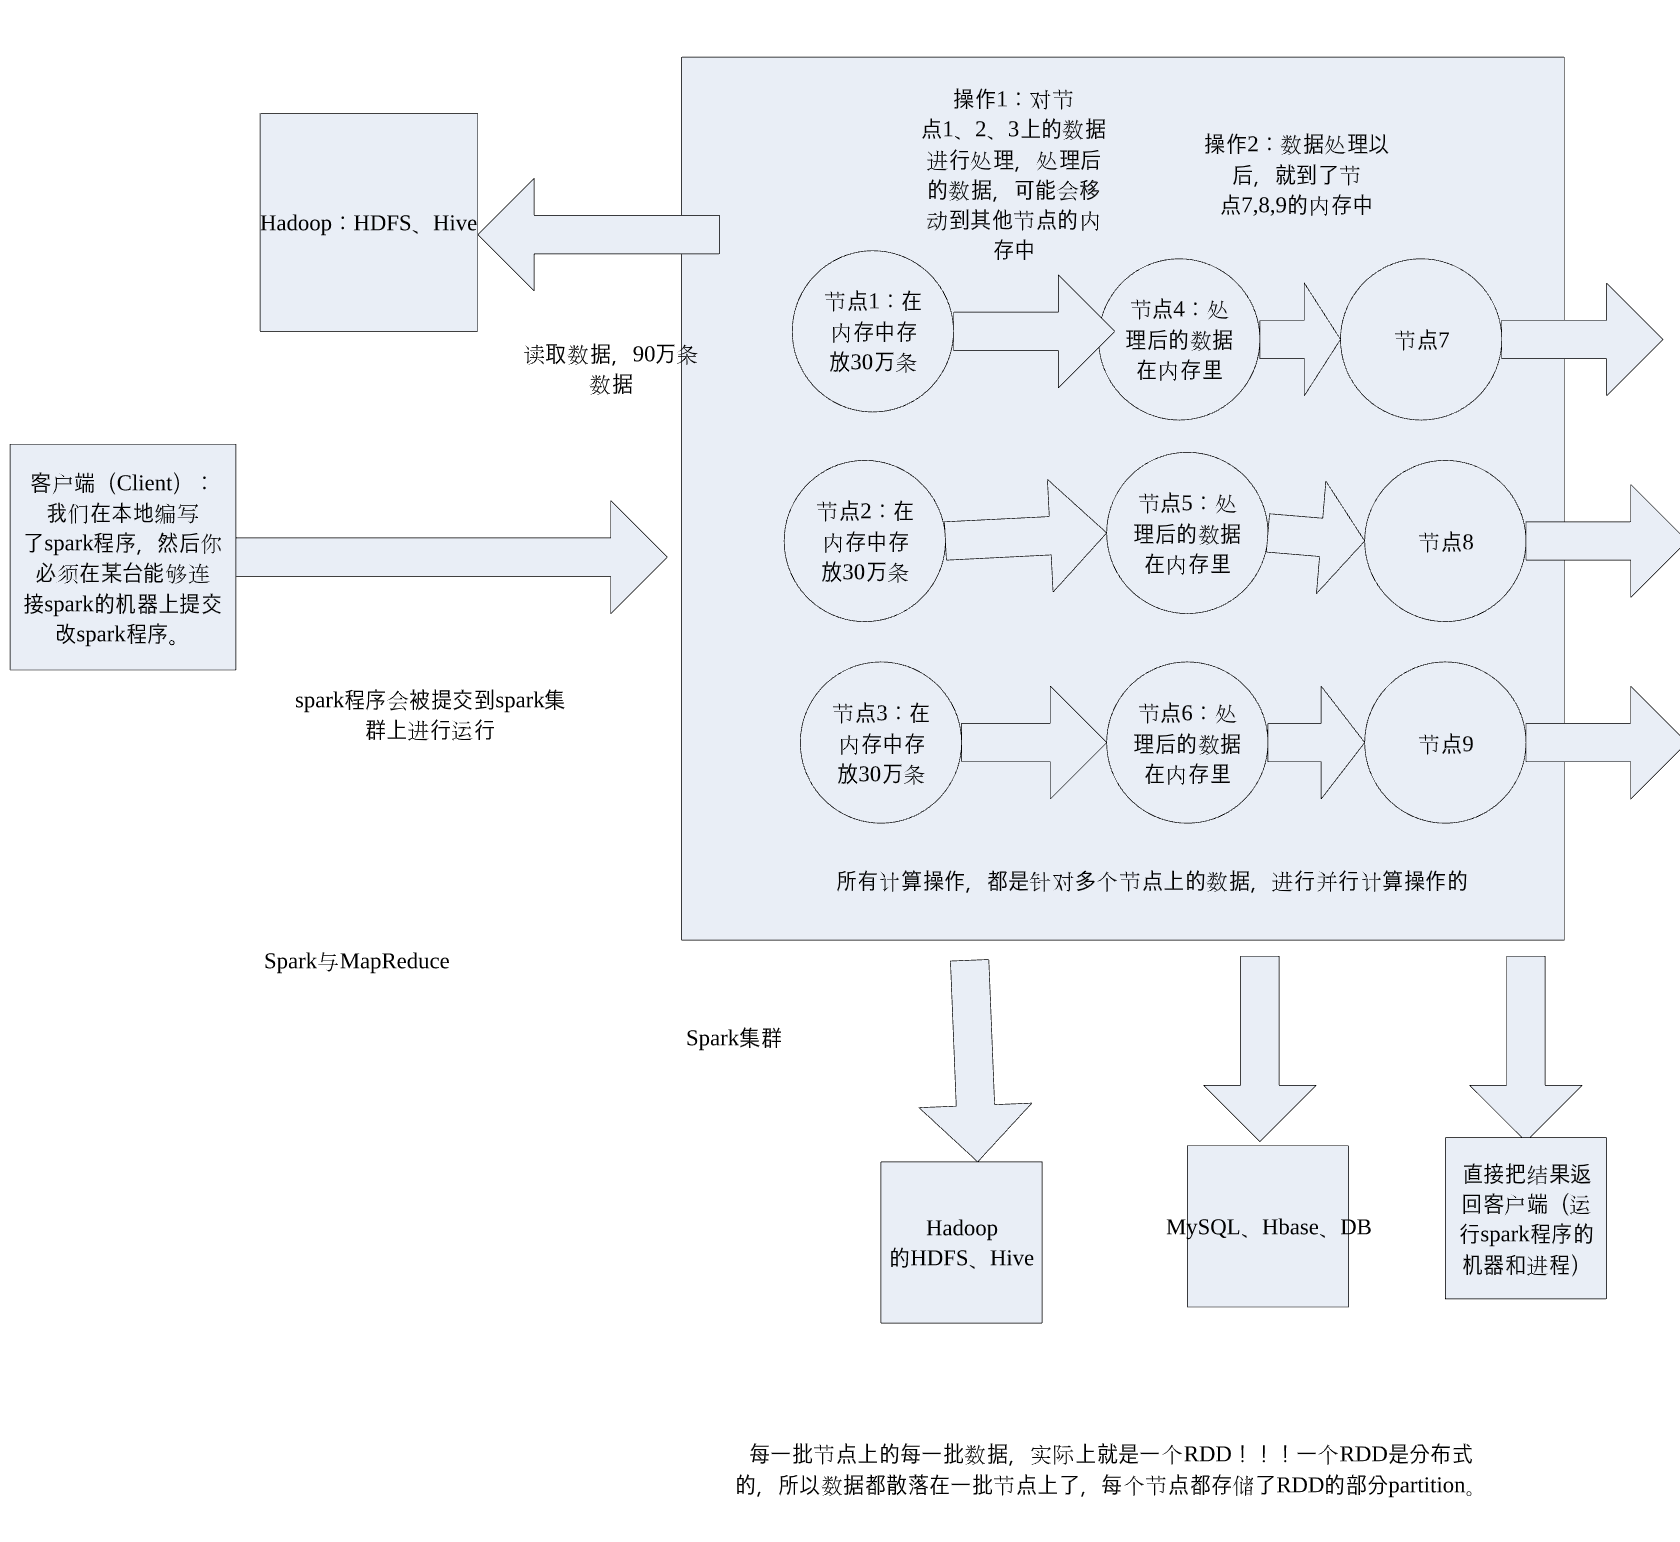 操作1：对节
点1、2、3上的数据
进行处理，处理后
的数据，可能会移
动到其他节点的内
存中
操作2：数据处理以
后，就到了节
点7,8,9的内存中
Hadoop：HDFS、Hive
读取数据，90万条
数据
节点1：在
内存中存
放30万条
节点4：处
理后的数据
在内存里
节点7
客户端（Client）：
我们在本地编写
了spark程序，然后你
必须在某台能够连
接spark的机器上提交
改spark程序。
节点2：在
内存中存
放30万条
节点5：处
理后的数据
在内存里
节点8
spark程序会被提交到spark集
群上进行运行
节点3：在
内存中存
放30万条
节点6：处
理后的数据
在内存里
节点9
所有计算操作，都是针对多个节点上的数据，进行并行计算操作的
Spark与MapReduce
Spark集群
Hadoop
的HDFS、Hive
MySQL、Hbase、DB
直接把结果返
回客户端（运
行spark程序的
机器和进程）
每一批节点上的每一批数据，实际上就是一个RDD！！！一个RDD是分布式
的，所以数据都散落在一批节点上了，每个节点都存储了RDD的部分partition。